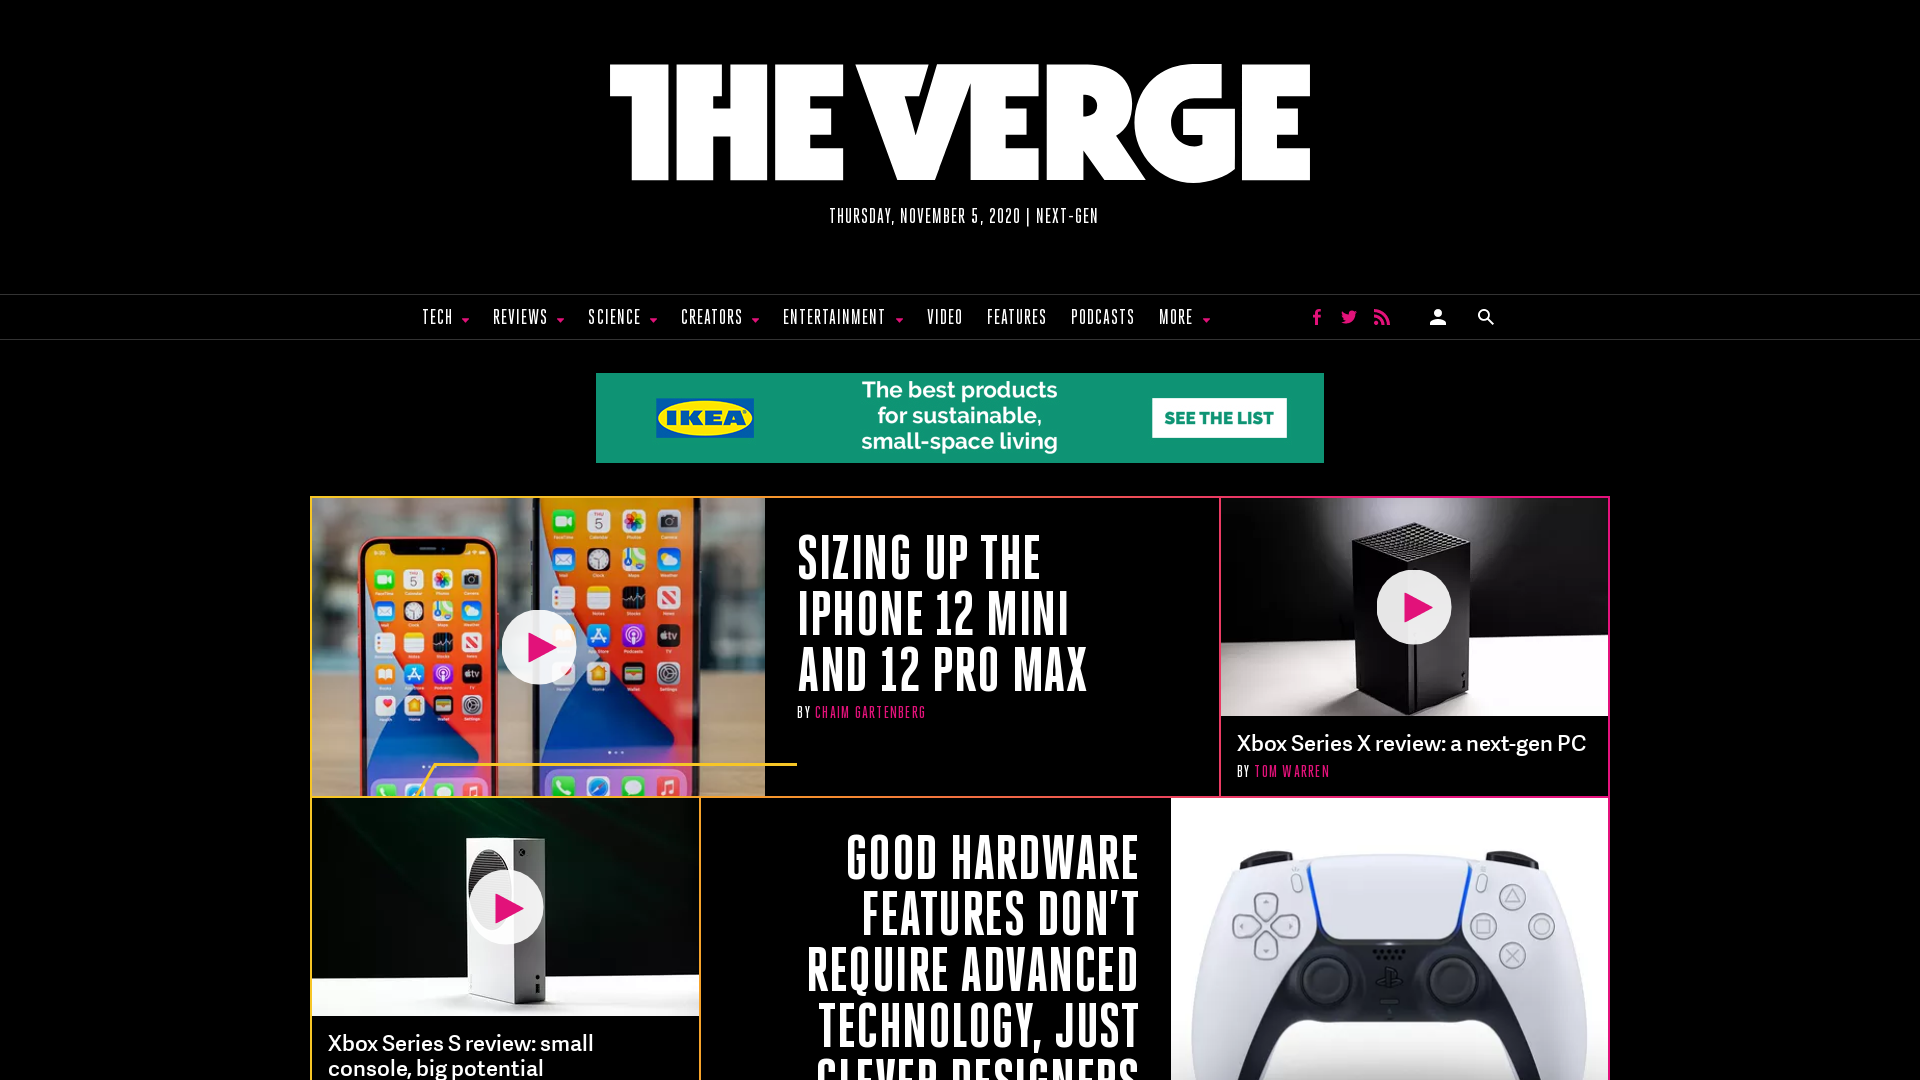 THE VERGE
THURSDAY, NOVEMBER 5, 2020 | NEXT-GEN
TECH REVIEWS SCIENCE CREATORS ENTERTAINMENT VIDEO FEATURES PODCASTS MORE
IKEA
The best products
for sustainable,
small-space living
SEE THE LIST
SIZING UP THE
IPHONE 12 MINI
AND 12 PRO MAX
BY CHAIM GARTENBERG
Xbox Series X review: a next-gen PC
BY TOM WARREN
Xbox Series S review: small
console, big potential
GOOD HARDWARE
FEATURES DON'T
REQUIRE ADVANCED
TECHNOLOGY, JUST
CLEVER DESIGNERS